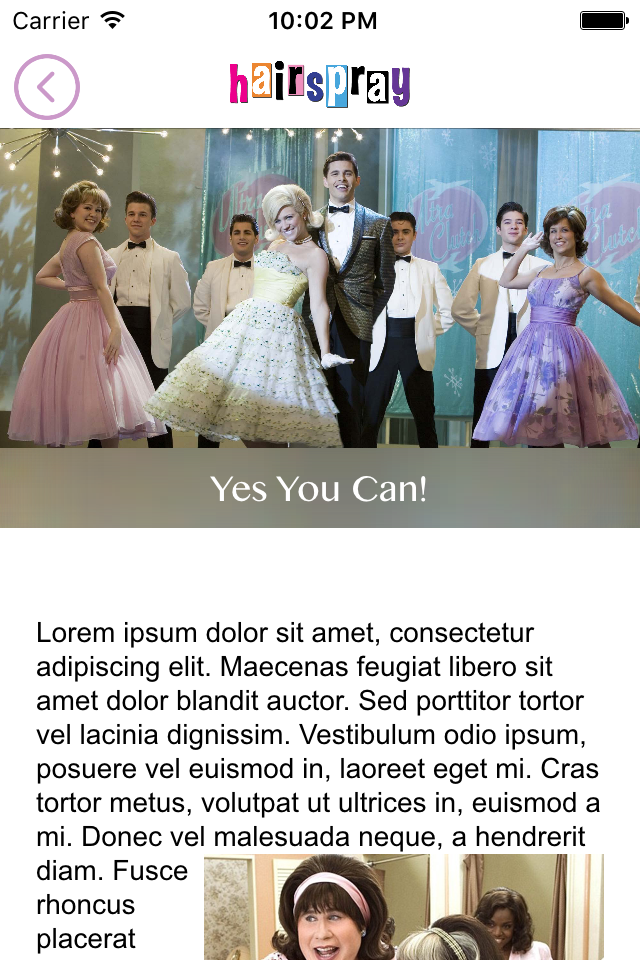 Carrier 10:02 PM
hairspray
Ultra Clutch
Yes You Can!
Lorem ipsum dolor sit amet, consectetur
adipiscing elit. Maecenas feugiat libero sit
amet dolor blandit auctor. Sed porttitor tortor
vel lacinia dignissim. Vestibulum odio ipsum,
posuere vel euismod in, laoreet eget mi. Cras
tortor metus, volutpat ut ultrices in, euismod a
mi. Donec vel malesuada neque, a hendrerit
diam. Fusce
rhoncus
placerat